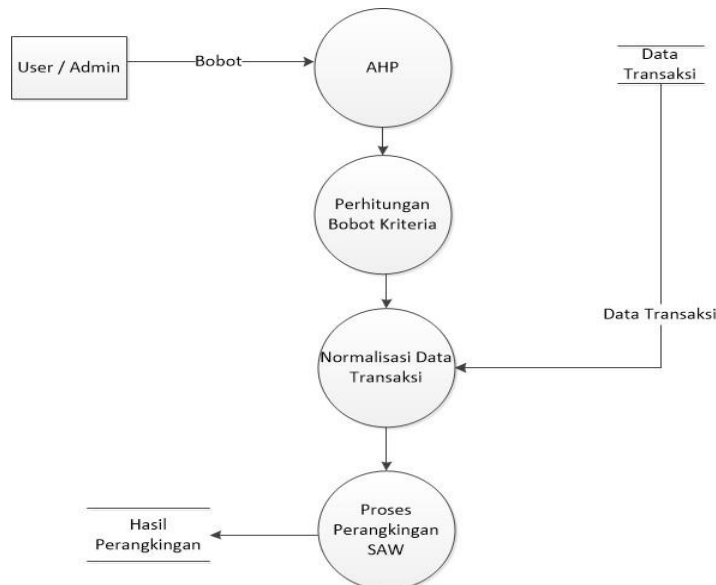 User / Admin
Bobot
AHP
Data
Transaksi
Perhitungan
Bobot Kriteria
Data Transaksi
Normalisasi Data
Transaksi
Proses
Perangkingan
SAW
Hasil
Perangkingan